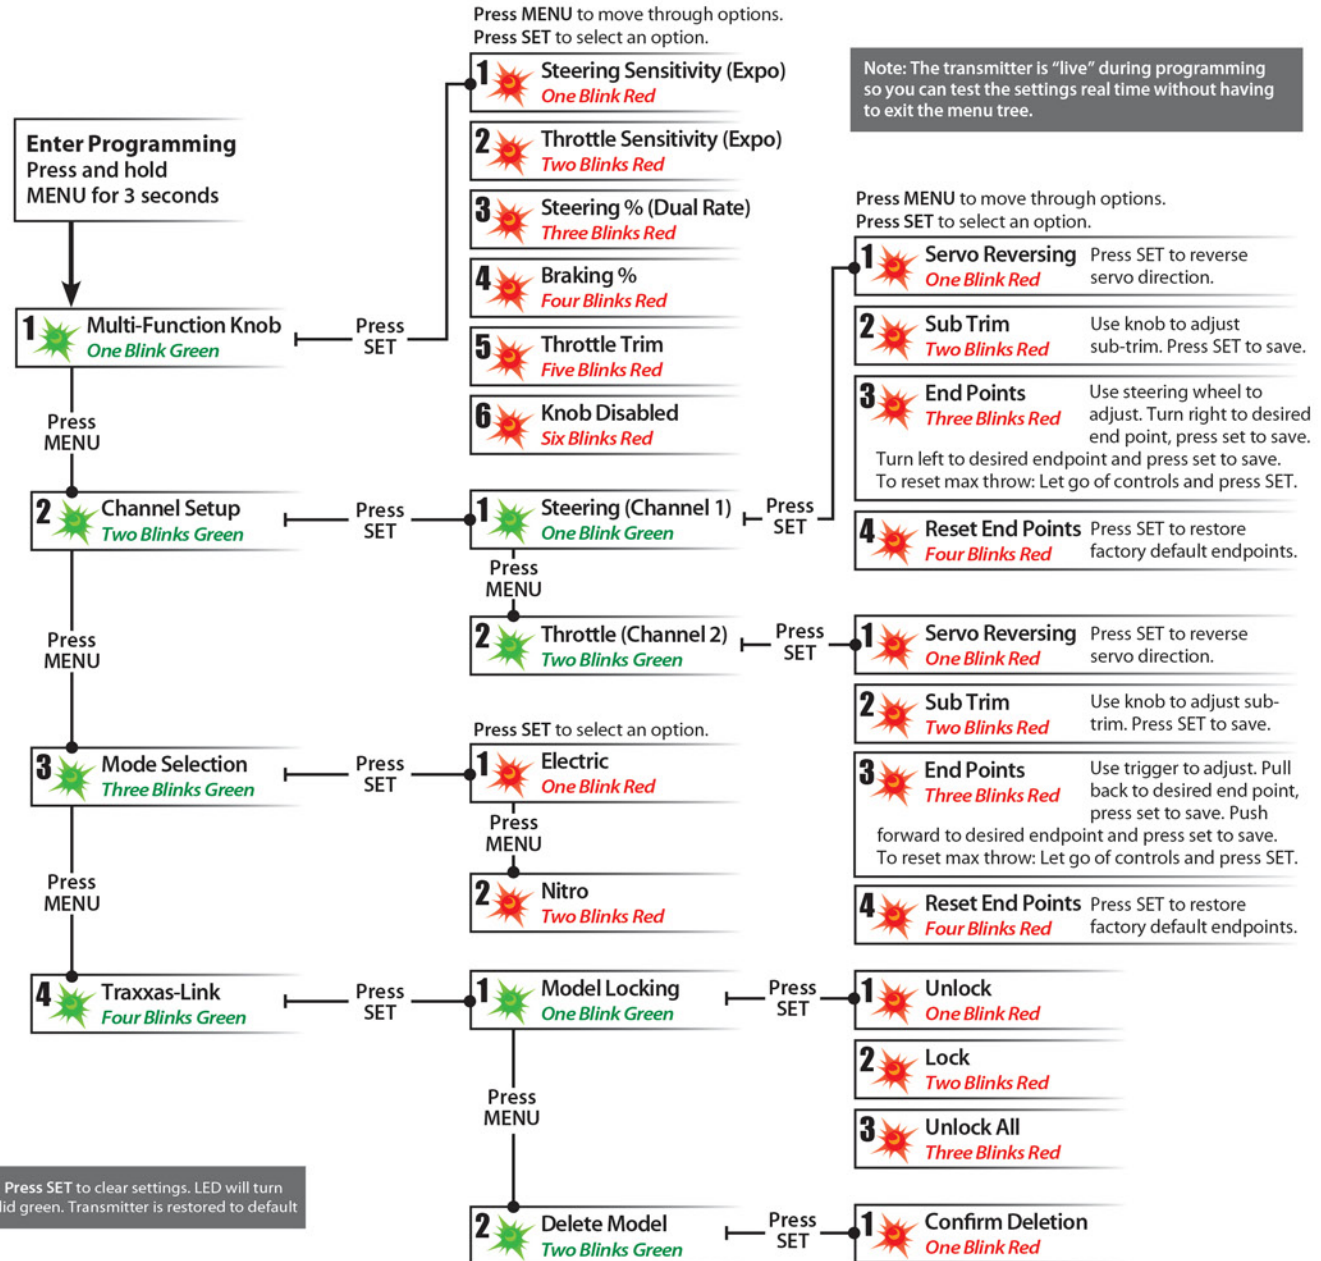 Press MENU to move through options.
Press SET to select an option.
Note: The transmitter is “live” during programming
so you can test the settings real time without having
to exit the menu tree.
Enter Programming
Press and hold
MENU for 3 seconds
1 Multi-Function Knob
One Blink Green
Press
SET
1 Steering Sensitivity (Expo)
One Blink Red
2 Throttle Sensitivity (Expo)
Two Blinks Red
3 Steering % (Dual Rate)
Three Blinks Red
4 Braking %
Four Blinks Red
5 Throttle Trim
Five Blinks Red
6 Knob Disabled
Six Blinks Red
Press
MENU
2 Channel Setup
Two Blinks Green
Press
SET
1 Steering (Channel 1)
One Blink Green
Press
SET
Press MENU to move through options.
Press SET to select an option.
1 Servo Reversing Press SET to reverse
One Blink Red servo direction.
2 Sub Trim Use knob to adjust
Two Blinks Red sub-trim. Press SET to save.
3 End Points Use steering wheel to
Three Blinks Red adjust. Turn right to desired
end point, press set to save.
Turn left to desired endpoint and press set to save.
To reset max throw: Let go of controls and press SET.
4 Reset End Points Press SET to restore
Four Blinks Red factory default endpoints.
Press
MENU
2 Throttle (Channel 2)
Two Blinks Green
Press
SET
1 Servo Reversing Press SET to reverse
One Blink Red servo direction.
2 Sub Trim Use knob to adjust sub-
Two Blinks Red trim. Press SET to save.
3 End Points Use trigger to adjust. Pull
Three Blinks Red back to desired end point,
press set to save. Push
forward to desired endpoint and press set to save.
To reset max throw: Let go of controls and press SET.
4 Reset End Points Press SET to restore
Four Blinks Red factory default endpoints.
Press
MENU
3 Mode Selection
Three Blinks Green
Press
SET
Press SET to select an option.
1 Electric
One Blink Red
Press
MENU
2 Nitro
Two Blinks Red
Press
MENU
4 Traxxas-Link
Four Blinks Green
Press
SET
1 Model Locking
One Blink Green
Press
SET
1 Unlock
One Blink Red
2 Lock
Two Blinks Red
3 Unlock All
Three Blinks Red
Press
MENU
2 Delete Model
Two Blinks Green
Press
SET
1 Confirm Deletion
One Blink Red
Press SET to clear settings. LED will turn
green. Transmitter is restored to default